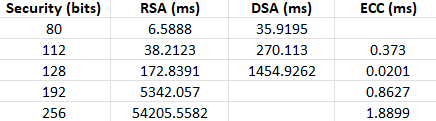 Security (bits) RSA (ms) DSA (ms) ECC (ms)
80 6.5888 35.9195
112 38.2123 270.113 0.373
128 172.8391 1454.9262 0.0201
192 5342.057 0.8627
256 54205.5582 1.8899